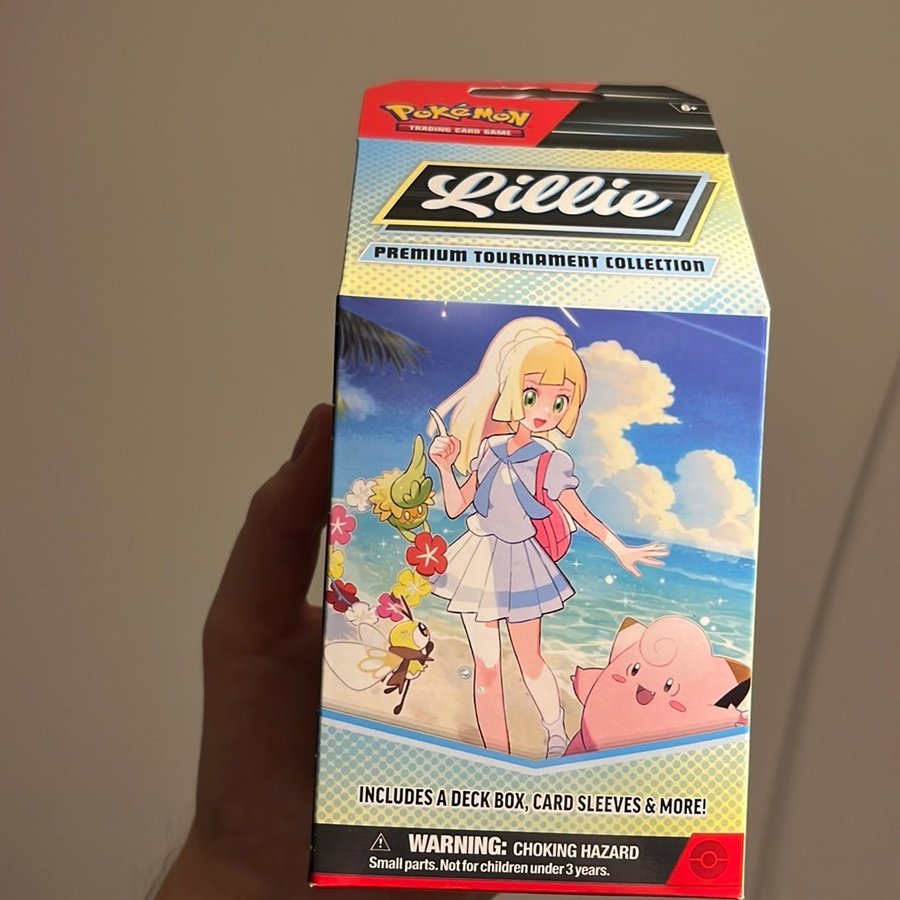 6+
POKéMON
TRADING CARD GAME
Lillie
PREMIUM TOURNAMENT COLLECTION
INCLUDES A DECK BOX, CARD SLEEVES & MORE!
WARNING: CHOKING HAZARD
Small parts. Not for children under 3 years.